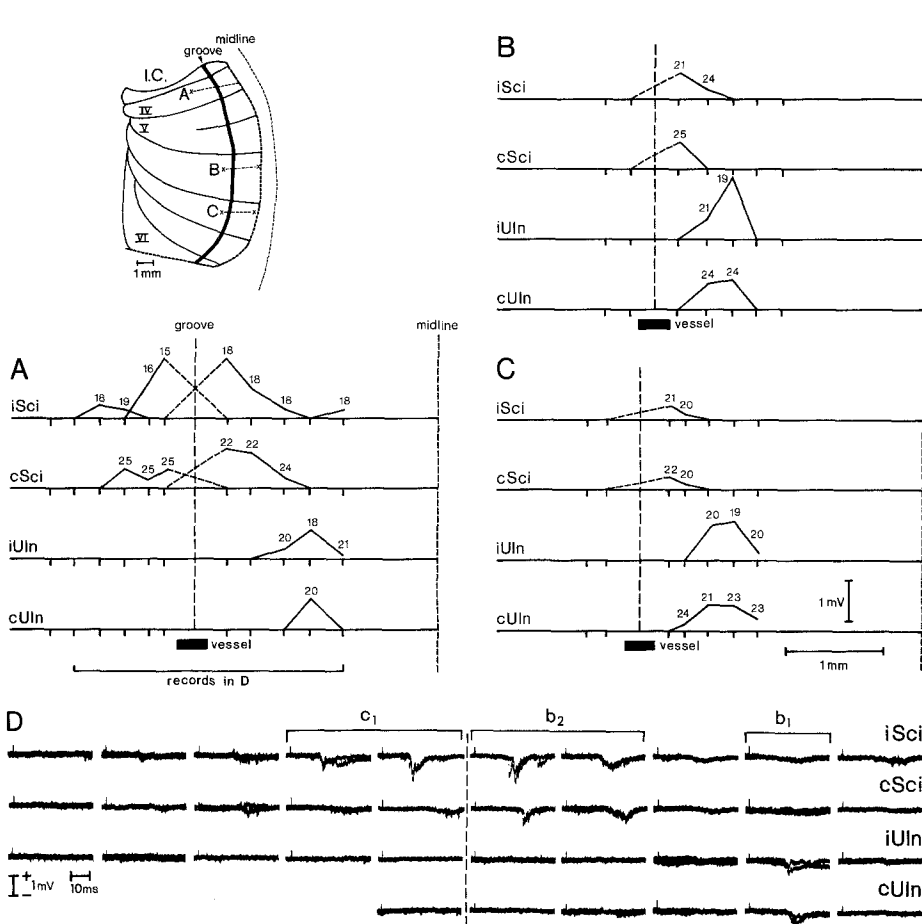 midline
groove
I.C.
A
IV
V
B
C
VI
1mm
B
iSci
21
24
cSci
25
iUln
21
19
cUln
24
24
vessel
groove
midline
A
iSci
18
19
16
15
18
18
16
18
cSci
25
25
25
22
22
24
iUln
20
18
21
cUln
20
vessel
records in D
C
iSci
21
20
cSci
22
20
iUln
20
19
20
cUln
24
21
23
23
1mV
vessel
1mm
D
c1
b2
b1
iSci
cSci
iUln
cUln
+
−
1mV
10ms